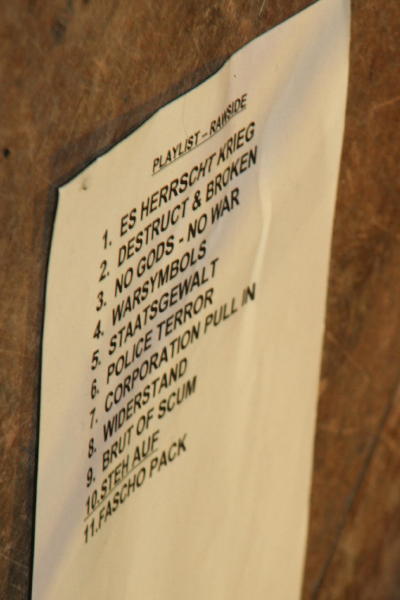 PLAYLIST – RAWSIDE
1. ES HERRSCHT KRIEG
2. DESTRUCT & BROKEN
3. NO GODS - NO WAR
4. WARSYMBOLS
5. STAATSGEWALT
6. POLICE TERROR
7. CORPORATION PULL IN
8. WIDERSTAND
9. BRUT OF SCUM
10.STEH AUF
11.FASCHO PACK